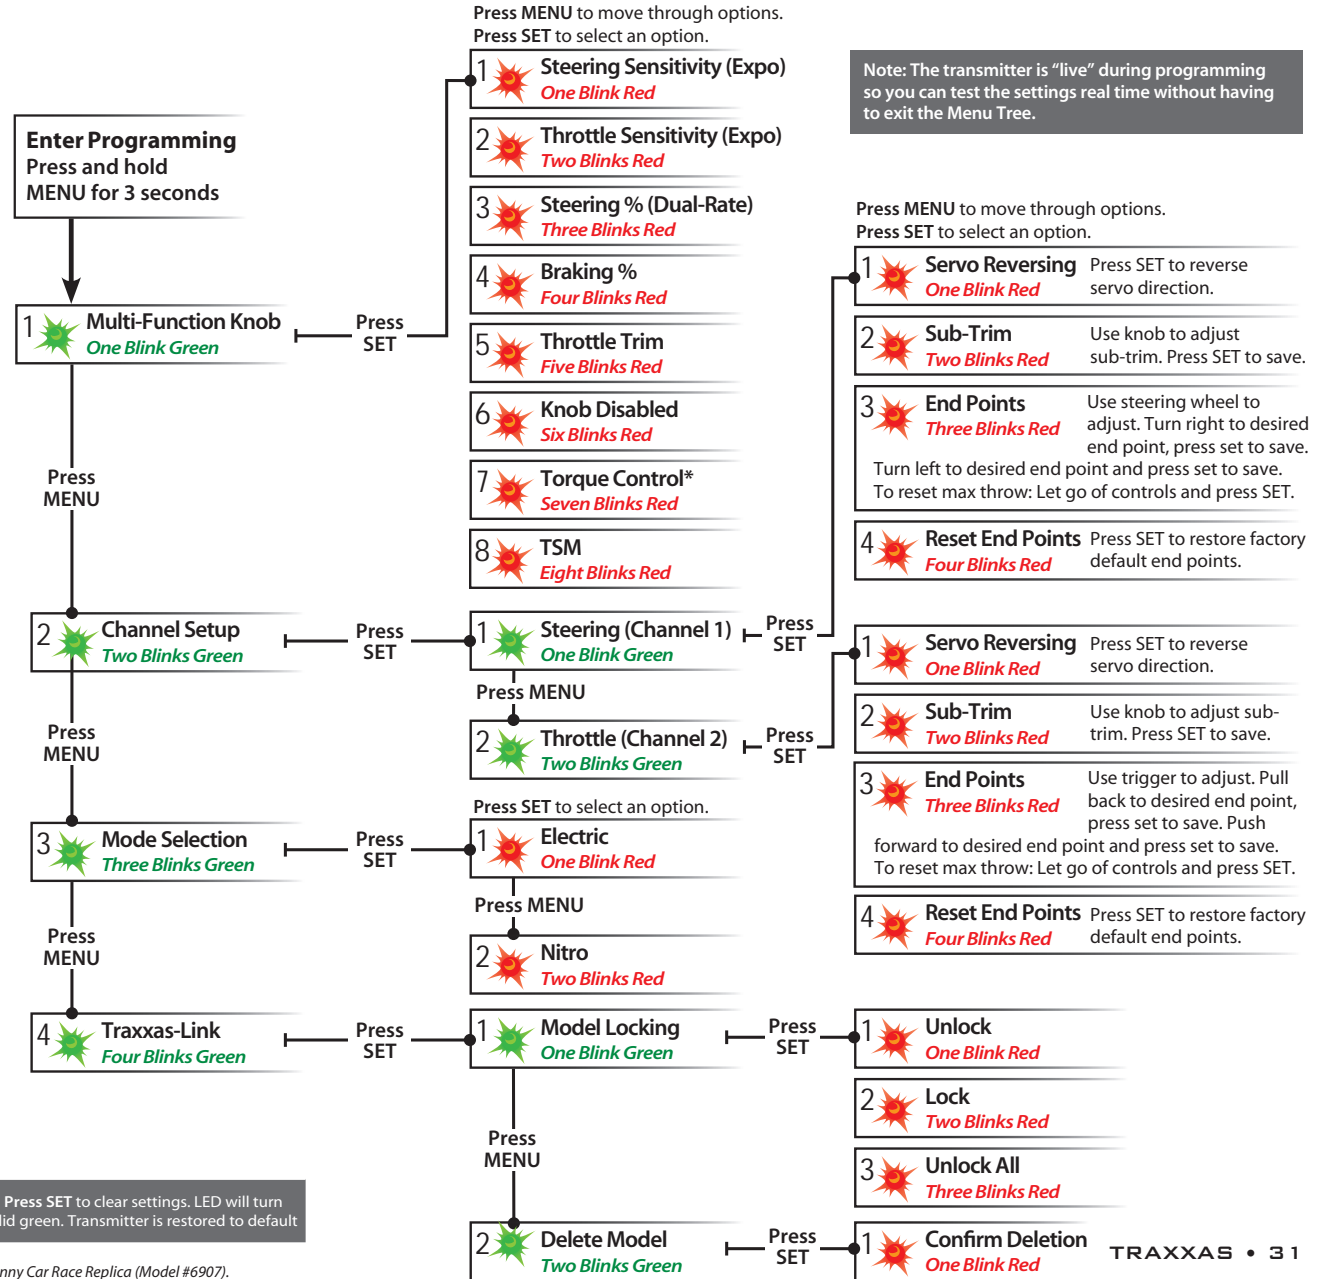 Press MENU to move through options.
Press SET to select an option.
Note: The transmitter is “live” during programming
so you can test the settings real time without having
to exit the Menu Tree.
Enter Programming
Press and hold
MENU for 3 seconds
1 Multi-Function Knob
One Blink Green
Press
SET
1 Steering Sensitivity (Expo)
One Blink Red
2 Throttle Sensitivity (Expo)
Two Blinks Red
3 Steering % (Dual-Rate)
Three Blinks Red
4 Braking %
Four Blinks Red
5 Throttle Trim
Five Blinks Red
6 Knob Disabled
Six Blinks Red
7 Torque Control*
Seven Blinks Red
8 TSM
Eight Blinks Red
Press
MENU
2 Channel Setup
Two Blinks Green
Press
SET
1 Steering (Channel 1)
One Blink Green
Press
SET
Press MENU
2 Throttle (Channel 2)
Two Blinks Green
Press
SET
Press MENU to move through options.
Press SET to select an option.
1 Servo Reversing
One Blink Red
Press SET to reverse
servo direction.
2 Sub-Trim
Two Blinks Red
Use knob to adjust
sub-trim. Press SET to save.
3 End Points
Three Blinks Red
Use steering wheel to
adjust. Turn right to desired
end point, press set to save.
Turn left to desired end point and press set to save.
To reset max throw: Let go of controls and press SET.
4 Reset End Points
Four Blinks Red
Press SET to restore factory
default end points.
1 Servo Reversing
One Blink Red
Press SET to reverse
servo direction.
2 Sub-Trim
Two Blinks Red
Use knob to adjust sub-
trim. Press SET to save.
3 End Points
Three Blinks Red
Use trigger to adjust. Pull
back to desired end point,
press set to save. Push
forward to desired end point and press set to save.
To reset max throw: Let go of controls and press SET.
4 Reset End Points
Four Blinks Red
Press SET to restore factory
default end points.
Press
MENU
3 Mode Selection
Three Blinks Green
Press
SET
Press SET to select an option.
1 Electric
One Blink Red
Press MENU
2 Nitro
Two Blinks Red
Press
MENU
4 Traxxas-Link
Four Blinks Green
Press
SET
1 Model Locking
One Blink Green
Press
SET
1 Unlock
One Blink Red
2 Lock
Two Blinks Red
3 Unlock All
Three Blinks Red
Press
MENU
2 Delete Model
Two Blinks Green
Press
SET
1 Confirm Deletion
One Blink Red
Press SET to clear settings. LED will turn
lid green. Transmitter is restored to default
nny Car Race Replica (Model #6907).
TRAXXAS • 31